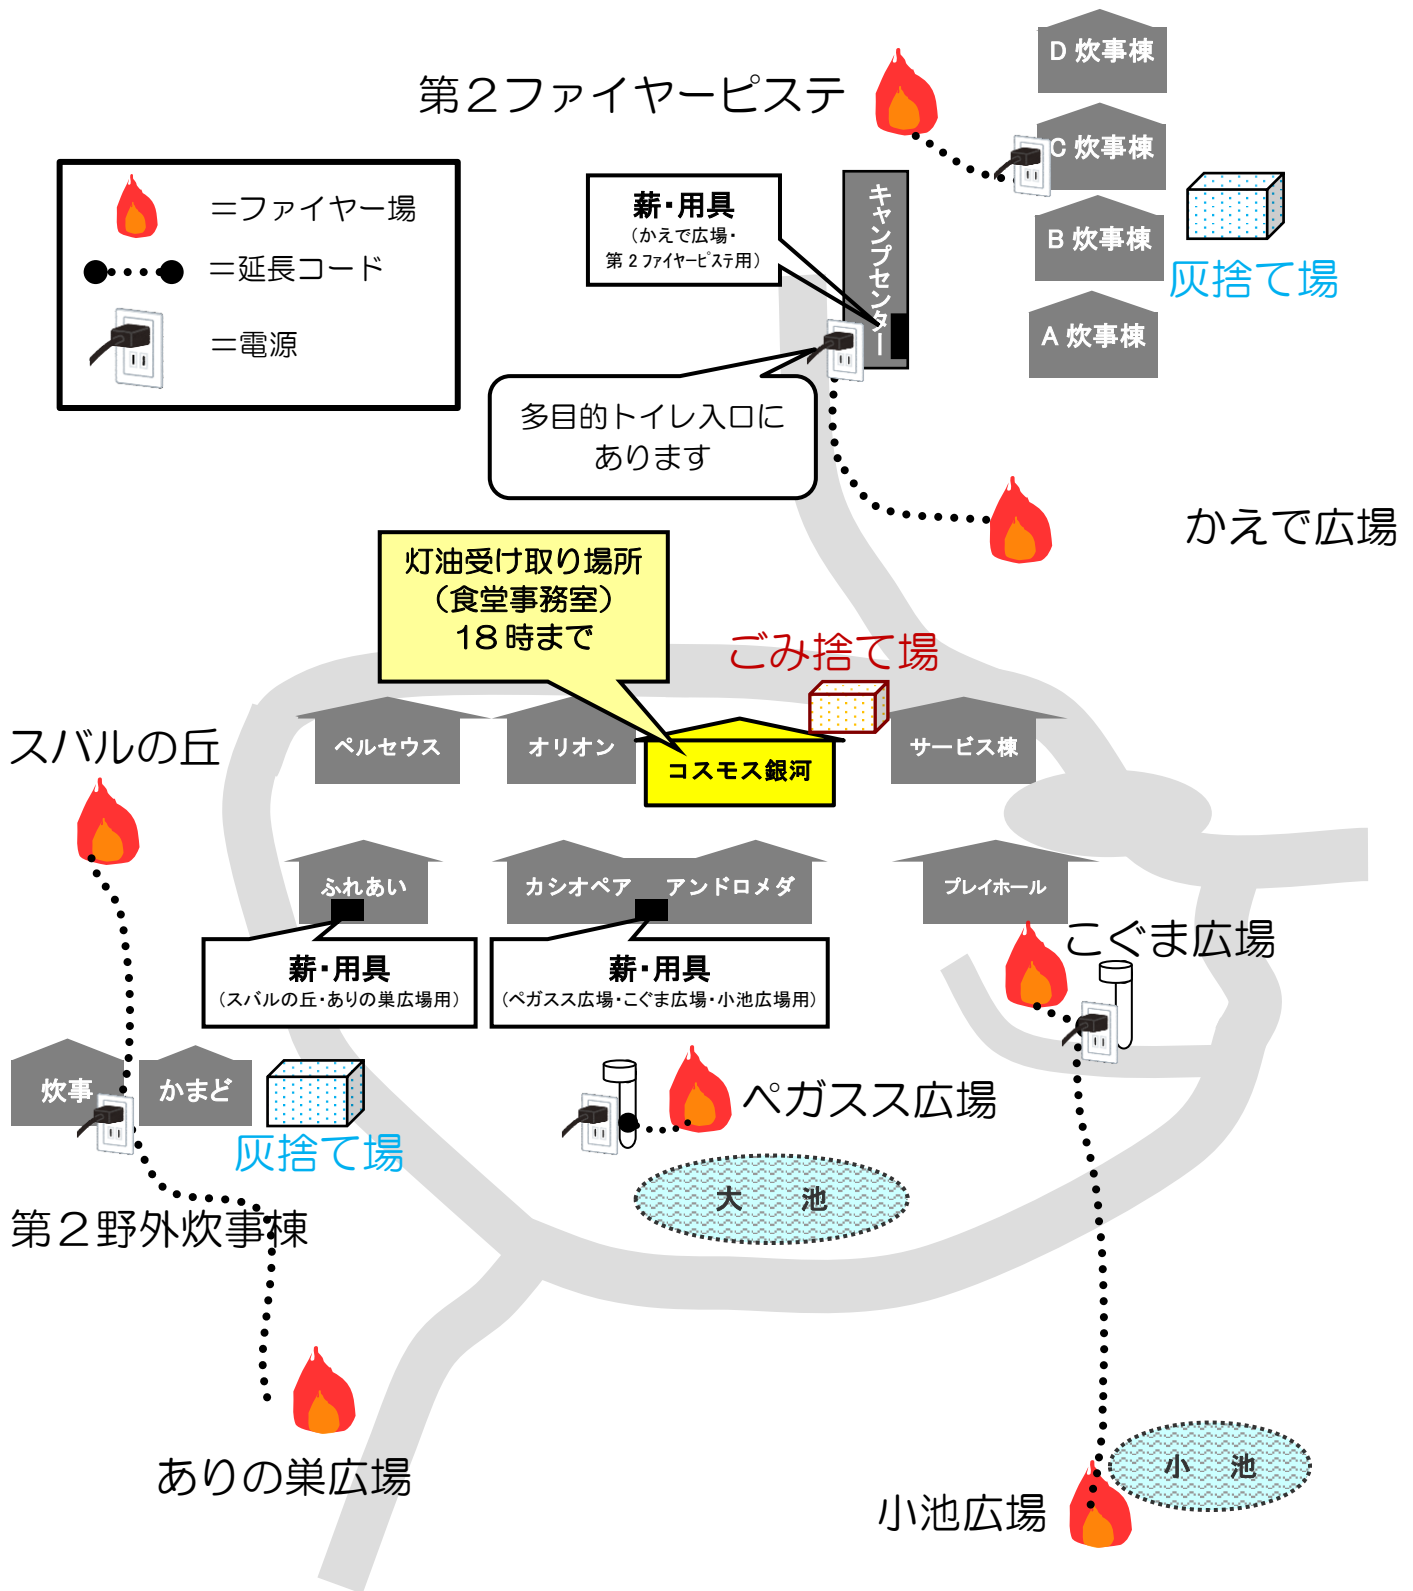 D 炊事棟
第２ファイヤーピステ
C 炊事棟
＝ファイヤー場
＝延長コード
＝電源
薪・用具
（かえで広場・
第２ファイヤーピステ用）
キャンプセンター
B 炊事棟
灰捨て場
A 炊事棟
多目的トイレ入口に
あります
かえで広場
灯油受け取り場所
（食堂事務室）
18 時まで
ごみ捨て場
スバルの丘
ペルセウス
オリオン
コスモス銀河
サービス棟
ふれあい
カシオペア
アンドロメダ
プレイホール
こぐま広場
薪・用具
（スバルの丘・ありの巣広場用）
薪・用具
（ペガスス広場・こぐま広場・小池広場用）
炊事
かまど
灰捨て場
ペガスス広場
大　池
第２野外炊事棟
ありの巣広場
小　池
小池広場